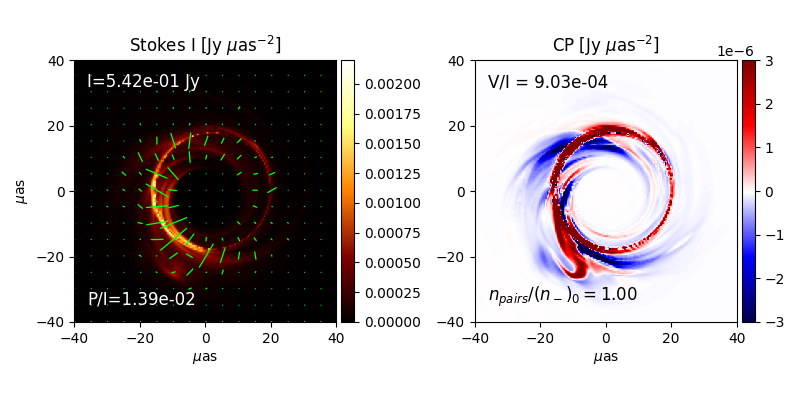 Stokes I [Jy μas⁻²]
I=5.42e-01 Jy
P/I=1.39e-02
40
20
0
−20
−40
μas
−40 −20 0 20 40
μas
0.00200
0.00175
0.00150
0.00125
0.00100
0.00075
0.00050
0.00025
0.00000
CP [Jy μas⁻²]
1e−6
V/I = 9.03e-04
n_pairs/(n_−)_0 = 1.00
40
20
0
−20
−40
−40 −20 0 20 40
μas
3
2
1
0
−1
−2
−3